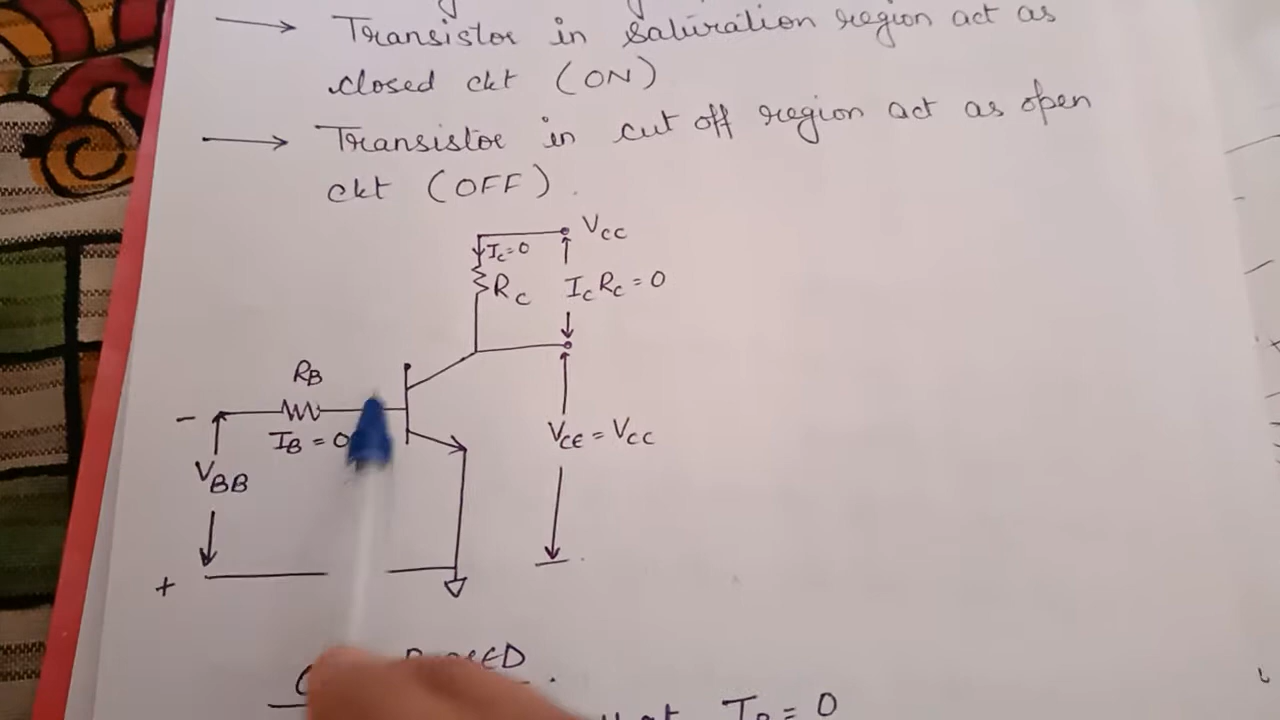 Transistor in saturation region act as
closed ckt (ON)
Transistor in cut off region act as open
ckt (OFF).
VCC
IC=0
RC
IC RC = 0
RB
-
IB = 0
VCE = VCC
VBB
+
= 0